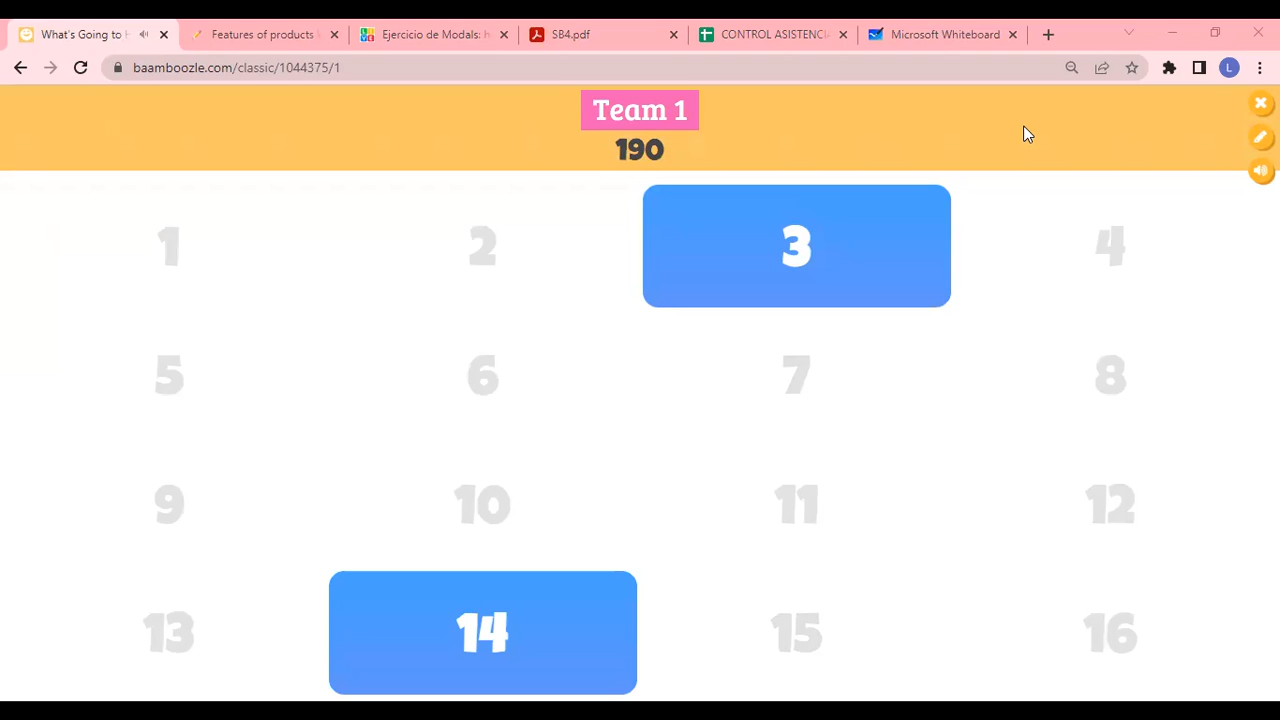 What's Going to H
Features of products
Ejercicio de Modals: h
SB4.pdf
CONTROL ASISTENCI
Microsoft Whiteboard
baamboozle.com/classic/1044375/1
L
Team 1
190
1 2 3 4
5 6 7 8
9 10 11 12
13 14 15 16